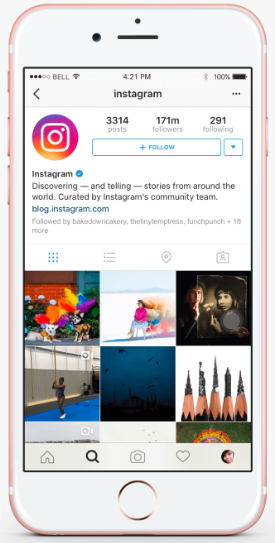 BELL 4:21 PM 100%
instagram
3314 171m 291
posts followers following
+ FOLLOW
Instagram
Discovering — and telling — stories from around the
world. Curated by Instagram's community team.
blog.instagram.com
Followed by bakedowncakery, thetinytemptress, funchpunch + 18
more